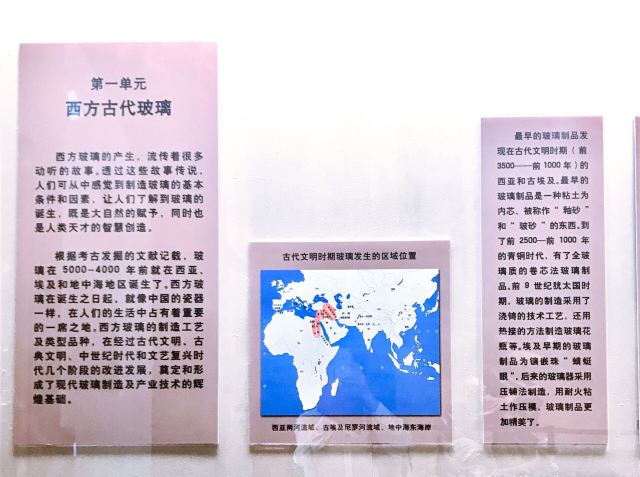 第一单元
西方古代玻璃
西方玻璃的产生，流传着很多
动听的故事。透过这些故事传说，
人们可从中感觉到制造玻璃的基本
条件和因素，让人们了解到玻璃的
诞生，既是大自然的赋予，同时也
是人类天才的智慧创造。
根据考古发掘的文献记载，玻
璃在5000-4000年前就在西亚、
埃及和地中海地区诞生了。西方玻
璃在诞生之日起，就像中国的瓷器
一样，在人们的生活中占有着重要
的一席之地。西方玻璃的制造工艺
及类型品种，在经过古代文明、古
典文明、中世纪时代和文艺复兴时
代几个阶段的改进发展，奠定和形
成了现代玻璃制造及产业技术的辉
煌基础。
古代文明时期玻璃发生的区域位置
西亚两河流域、古埃及尼罗河流域、地中海东海岸
最早的玻璃制品发
现在古代文明时期（前
3500——前1000年）的
西亚和古埃及。最早的
玻璃制品是一种粘土为
内芯、被称作“釉砂”
和“玻砂”的东西。到
了前2500—前1000年
的青铜时代，有了全玻
璃质的卷芯法玻璃制
品。前9世纪犹太国时
期，玻璃的制造采用了
浇铸的技术工艺，还用
热接的方法制造玻璃花
瓶等。埃及早期的玻璃
制品为镶嵌珠“蜻蜓
眼”。后来的玻璃器采用
压铸法制造，用耐火粘
土作压模，玻璃制品更
加精美了。